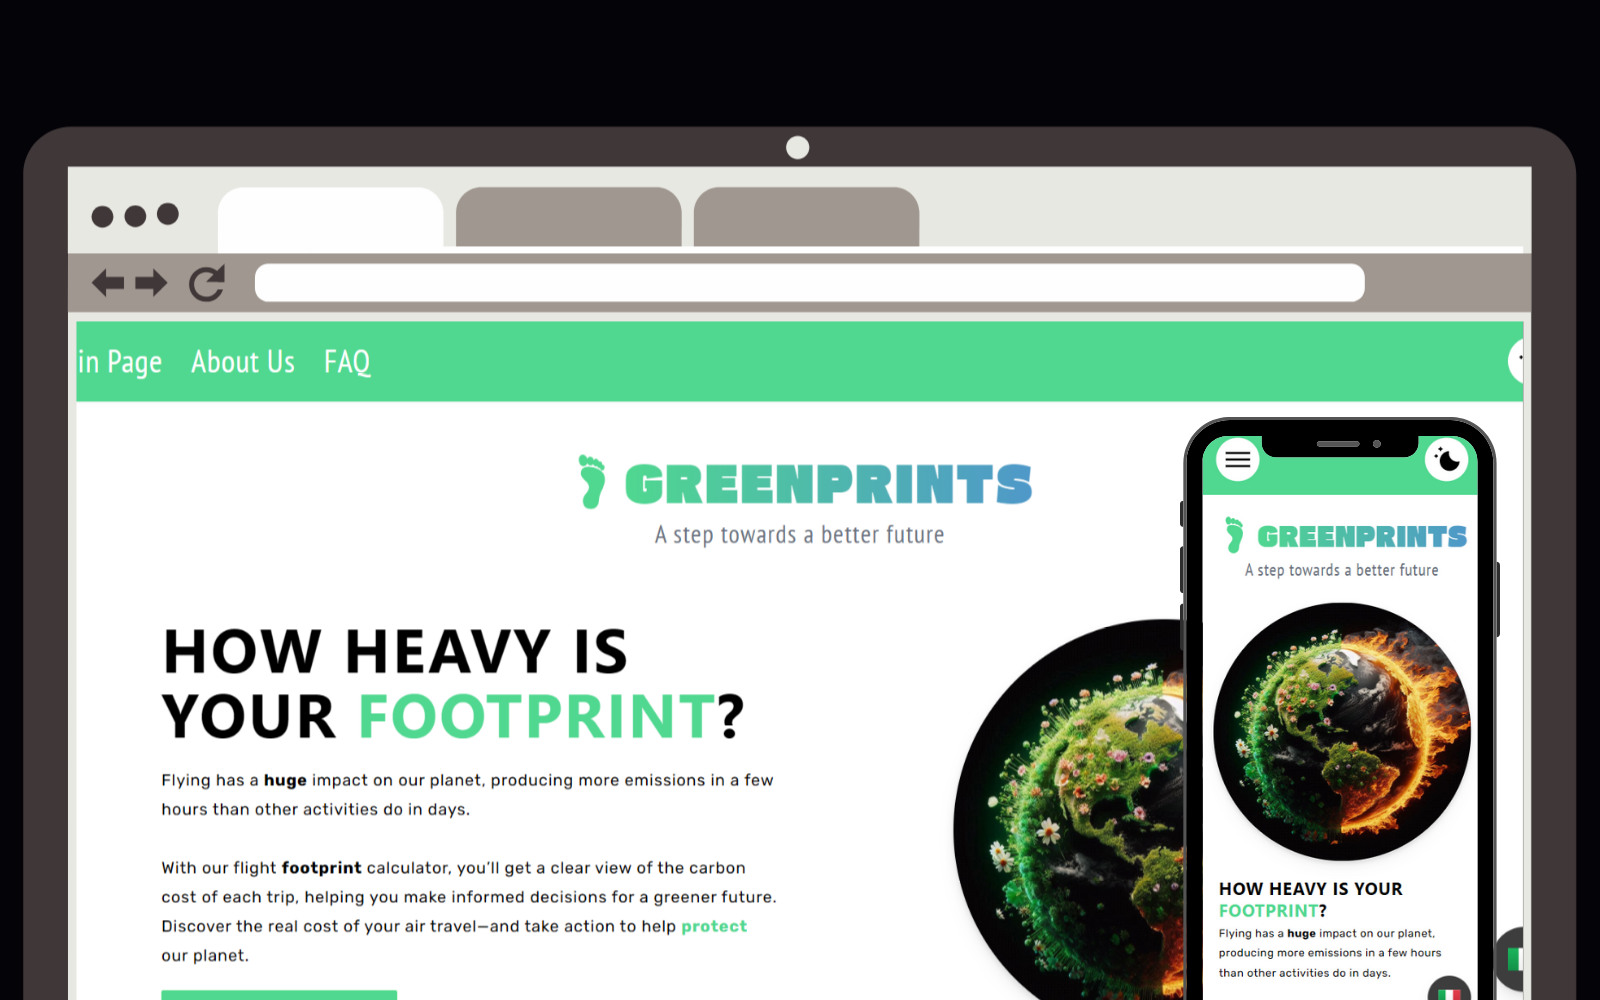 in Page About Us FAQ
GREENPRINTS
A step towards a better future
HOW HEAVY IS
YOUR FOOTPRINT?
Flying has a huge impact on our planet, producing more emissions in a few
hours than other activities do in days.
With our flight footprint calculator, you'll get a clear view of the carbon
cost of each trip, helping you make informed decisions for a greener future.
Discover the real cost of your air travel—and take action to help protect
our planet.
GREENPRINTS
A step towards a better future
HOW HEAVY IS YOUR
FOOTPRINT?
Flying has a huge impact on our planet,
producing more emissions in a few hours
than other activities do in days.